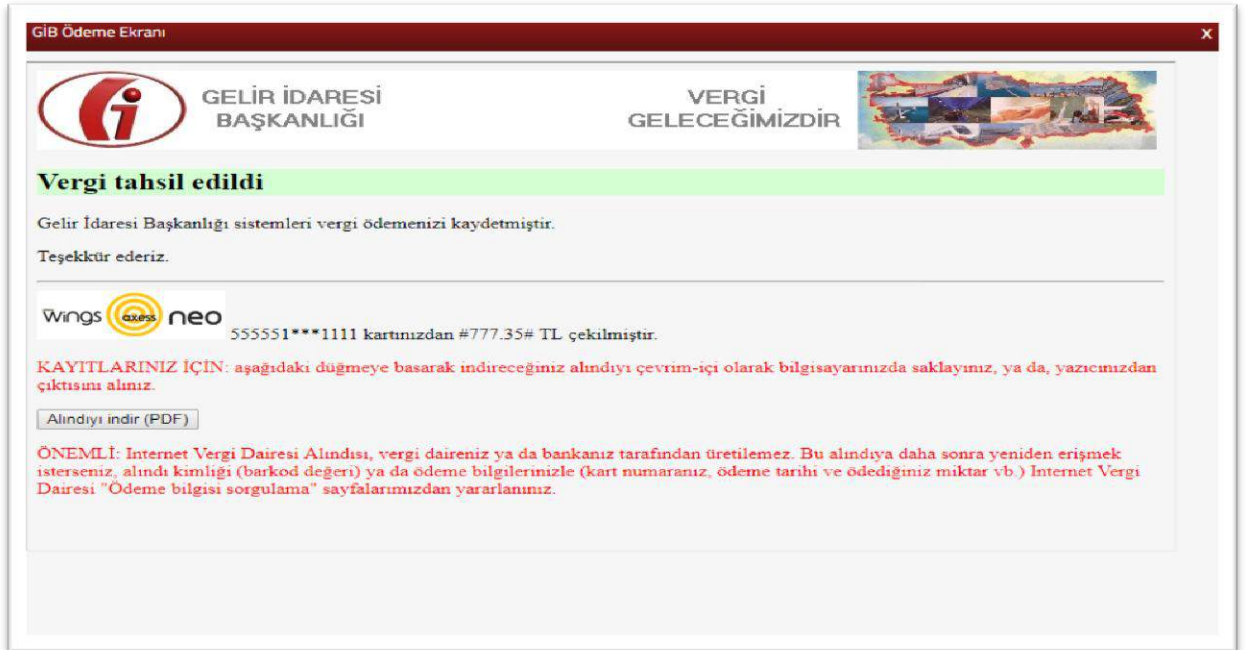 GİB Ödeme Ekranı
X
GELİR İDARESİ
BAŞKANLIĞI
VERGİ
GELECEĞİMİZDİR
Vergi tahsil edildi
Gelir İdaresi Başkanlığı sistemleri vergi ödemenizi kaydetmiştir.
Teşekkür ederiz.
wings axess neo
555551***1111 kartınızdan #777.35# TL çekilmiştir.
KAYITLARINIZ İÇİN: aşağıdaki düğmeye basarak indireceğiniz alındıyı çevrim-içi olarak bilgisayarınızda saklayınız, ya da, yazıcınızdan
çıktısını alınız.
Alındıyı indir (PDF)
ÖNEMLİ: Internet Vergi Dairesi Alındısı, vergi daireniz ya da bankanız tarafından üretilemez. Bu alındıya daha sonra yeniden erişmek
isterseniz, alındı kimliği (barkod değeri) ya da ödeme bilgilerinizle (kart numaranız, ödeme tarihi ve ödediğiniz miktar vb.) Internet Vergi
Dairesi "Ödeme bilgisi sorgulama" sayfalarımızdan yararlanınız.